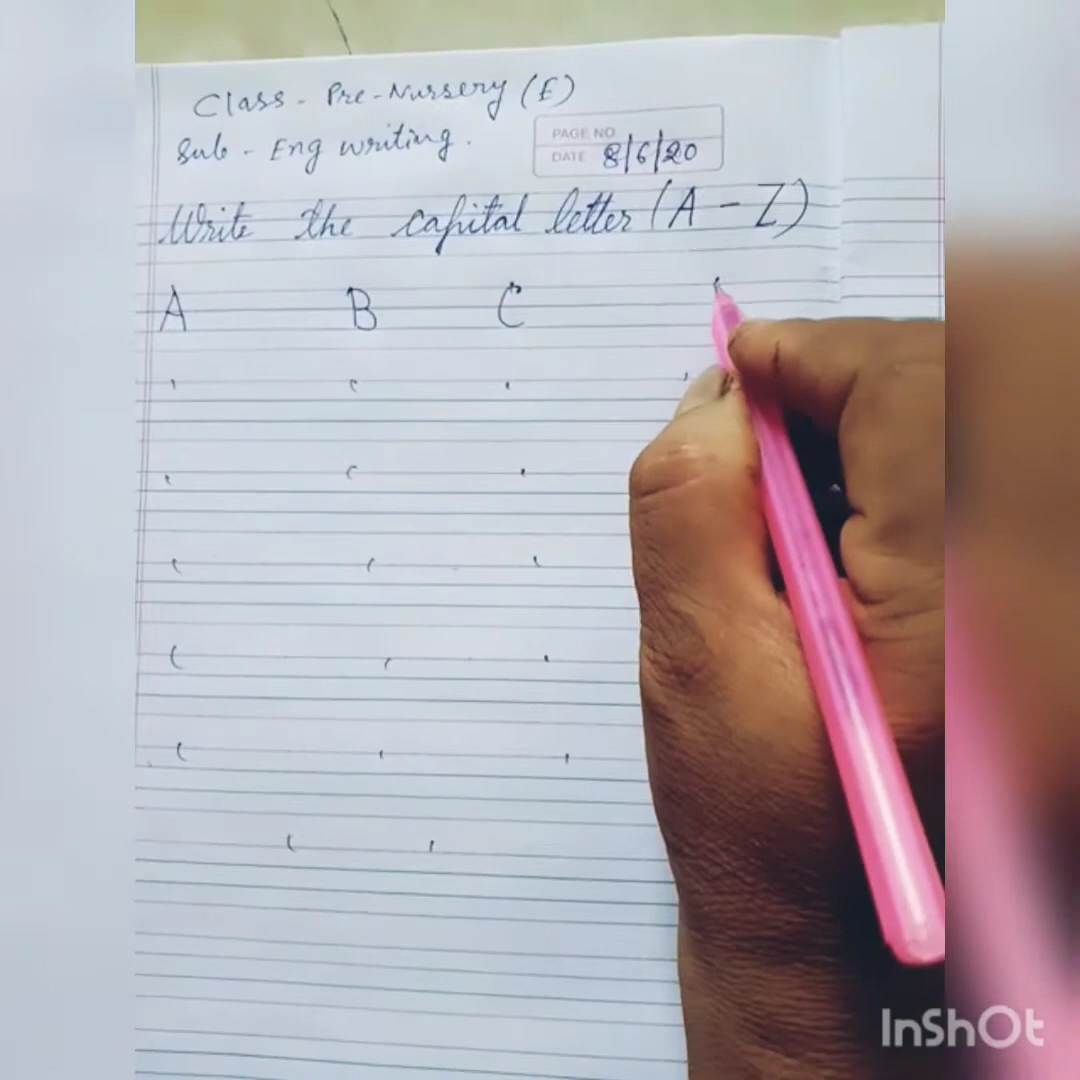 Class - Pre-Nursery (E)
Sub - Eng writing.
PAGE NO.
DATE 8/6/20
Write the capital letter (A - Z)
A B C
InShOt